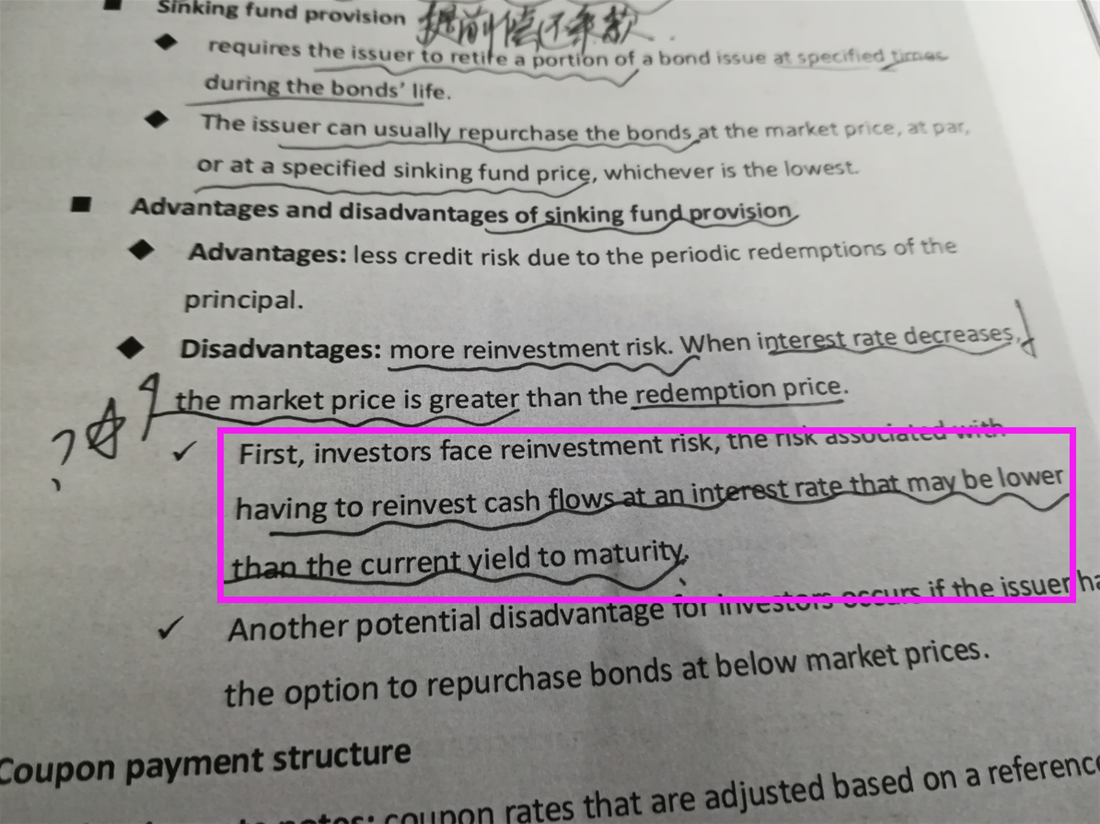 Sinking fund provision 提前偿还条款
requires the issuer to retire a portion of a bond issue at specified times
during the bonds' life.
The issuer can usually repurchase the bonds at the market price, at par,
or at a specified sinking fund price, whichever is the lowest.
Advantages and disadvantages of sinking fund provision
Advantages: less credit risk due to the periodic redemptions of the
principal.
Disadvantages: more reinvestment risk. When interest rate decreases,
the market price is greater than the redemption price.
First, investors face reinvestment risk, the risk associated with
having to reinvest cash flows at an interest rate that may be lower
than the current yield to maturity.
Another potential disadvantage for investors occurs if the issuer ha
the option to repurchase bonds at below market prices.
Coupon payment structure
notes: coupon rates that are adjusted based on a reference